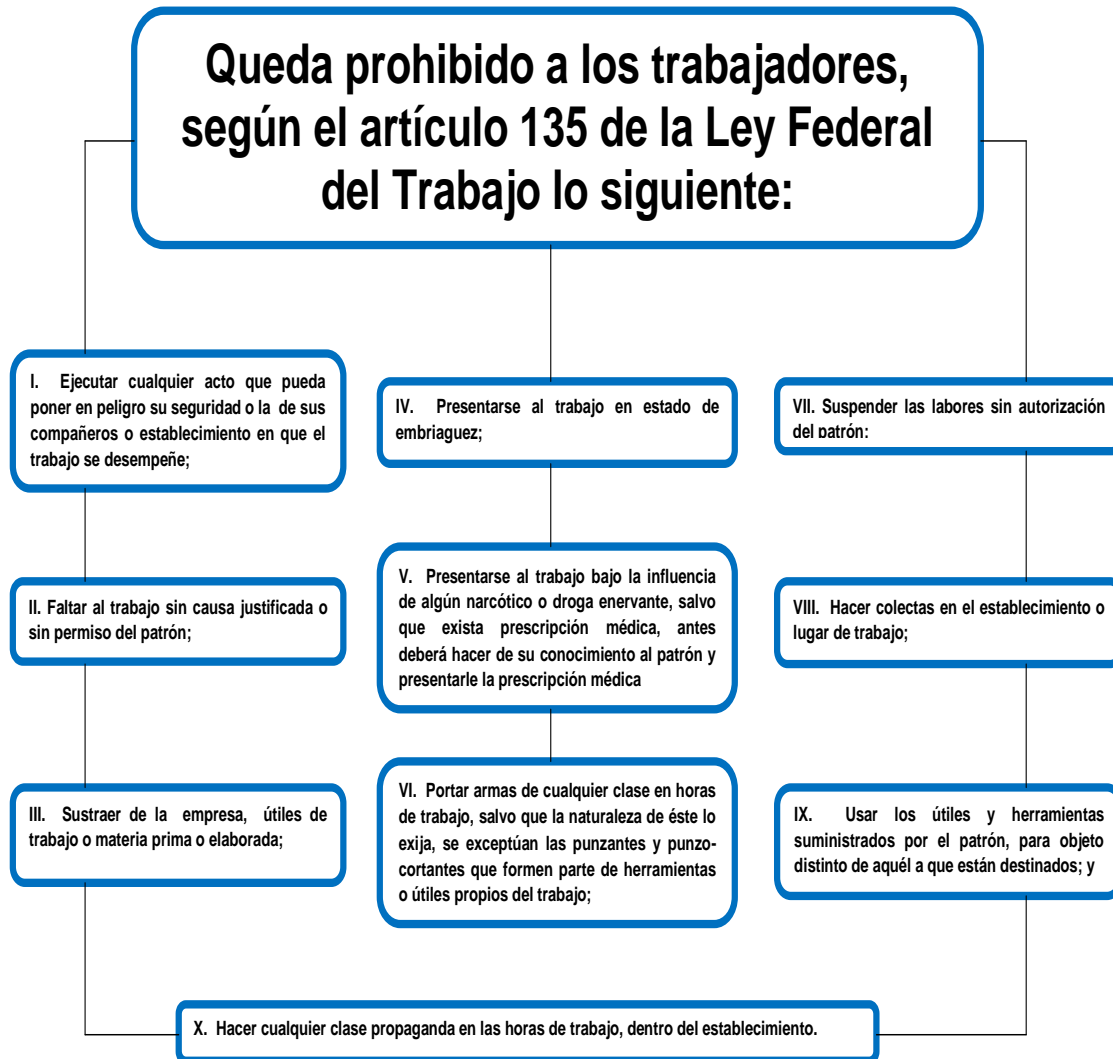 Queda prohibido a los trabajadores,
según el artículo 135 de la Ley Federal
del Trabajo lo siguiente:
I. Ejecutar cualquier acto que pueda
poner en peligro su seguridad o la de sus
compañeros o establecimiento en que el
trabajo se desempeñe;
II. Faltar al trabajo sin causa justificada o
sin permiso del patrón;
III. Sustraer de la empresa, útiles de
trabajo o materia prima o elaborada;
IV. Presentarse al trabajo en estado de
embriaguez;
V. Presentarse al trabajo bajo la influencia
de algún narcótico o droga enervante, salvo
que exista prescripción médica, antes
deberá hacer de su conocimiento al patrón y
presentarle la prescripción médica
VI. Portar armas de cualquier clase en horas
de trabajo, salvo que la naturaleza de éste lo
exija, se exceptúan las punzantes y punzo-
cortantes que formen parte de herramientas
o útiles propios del trabajo;
VII. Suspender las labores sin autorización
del patrón;
VIII. Hacer colectas en el establecimiento o
lugar de trabajo;
IX. Usar los útiles y herramientas
suministrados por el patrón, para objeto
distinto de aquél a que están destinados; y
X. Hacer cualquier clase propaganda en las horas de trabajo, dentro del establecimiento.